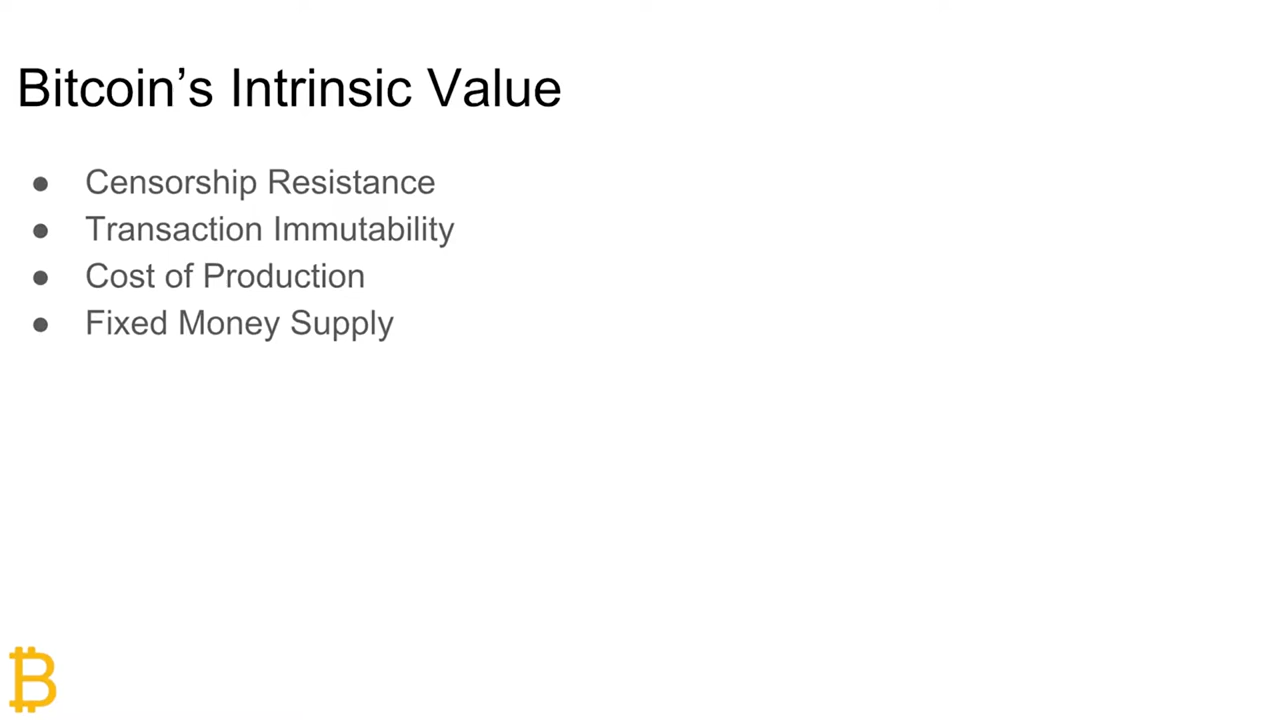 Bitcoin’s Intrinsic Value
● Censorship Resistance
● Transaction Immutability
● Cost of Production
● Fixed Money Supply